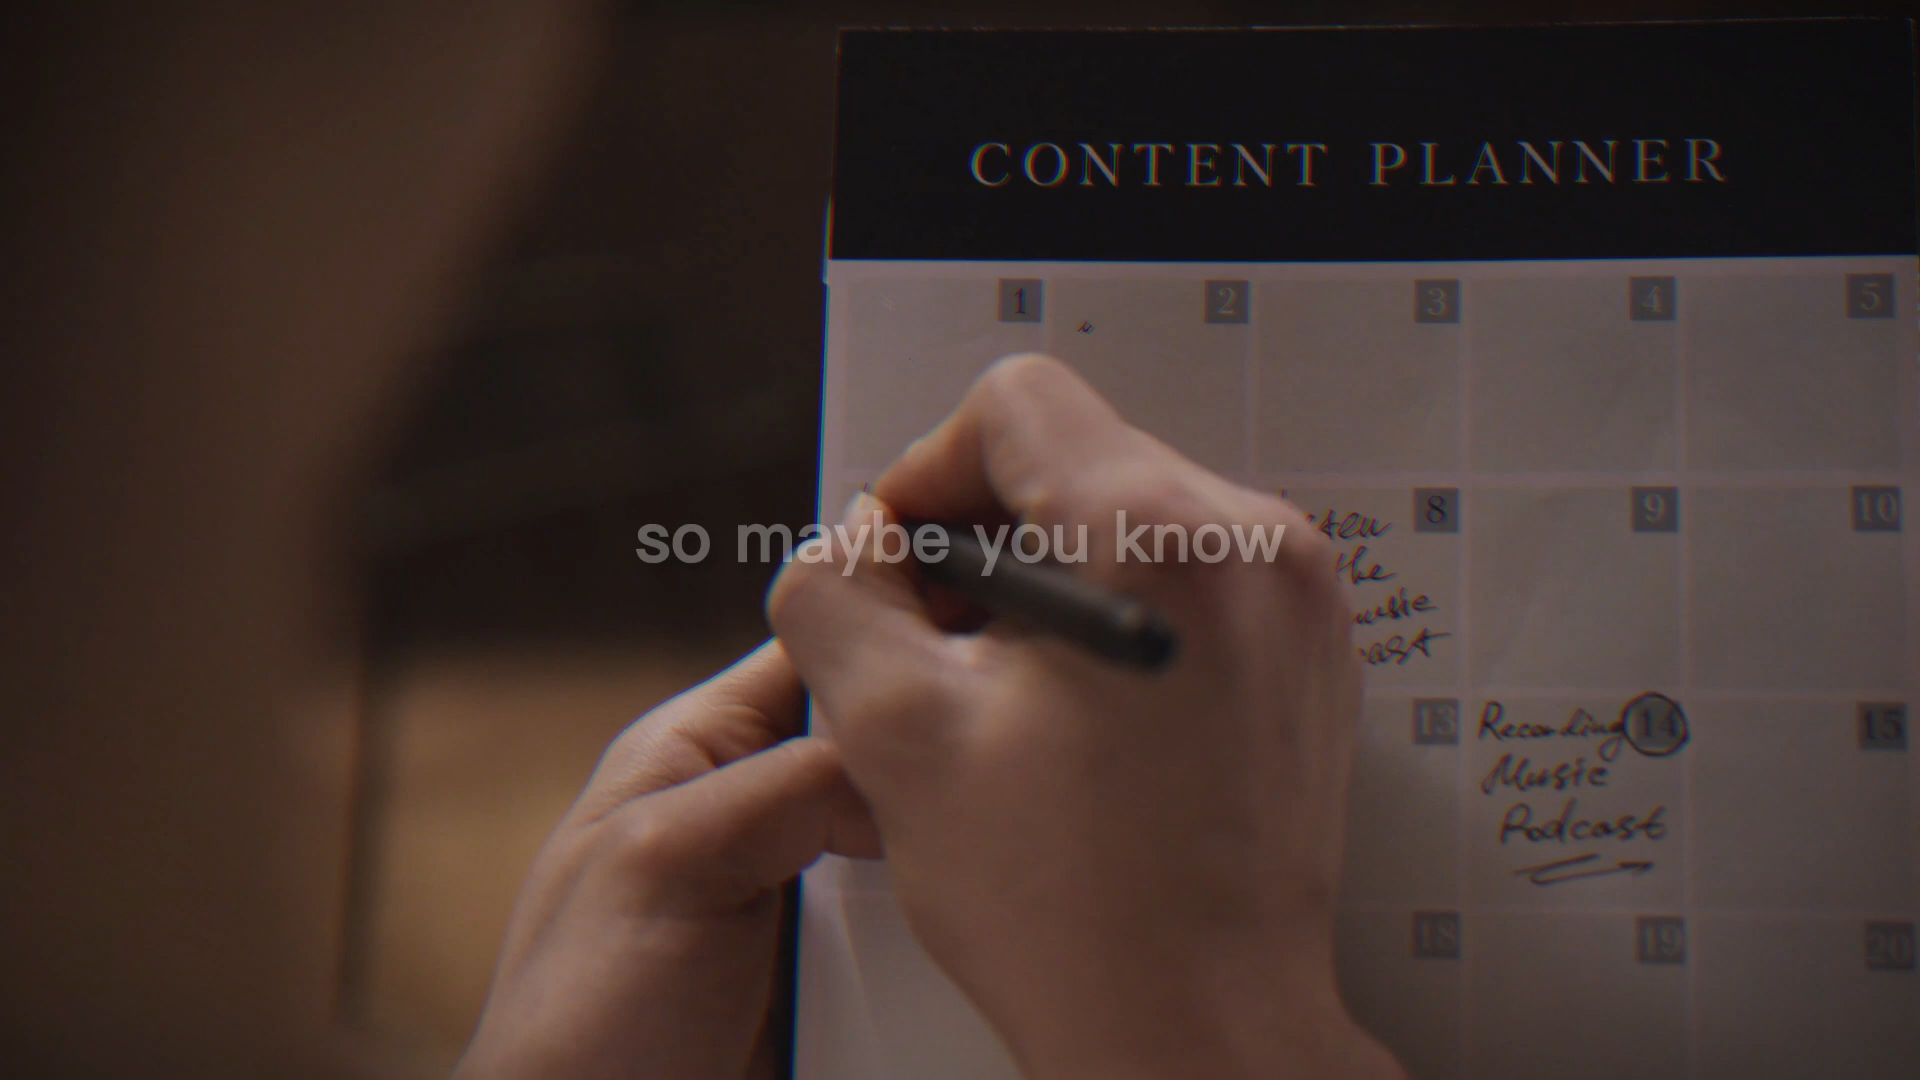 CONTENT PLANNER
1 2 3 4 5
so maybe you know
8 9 10
the
13 14 15
Recording
Music
Podcast
18 19 20